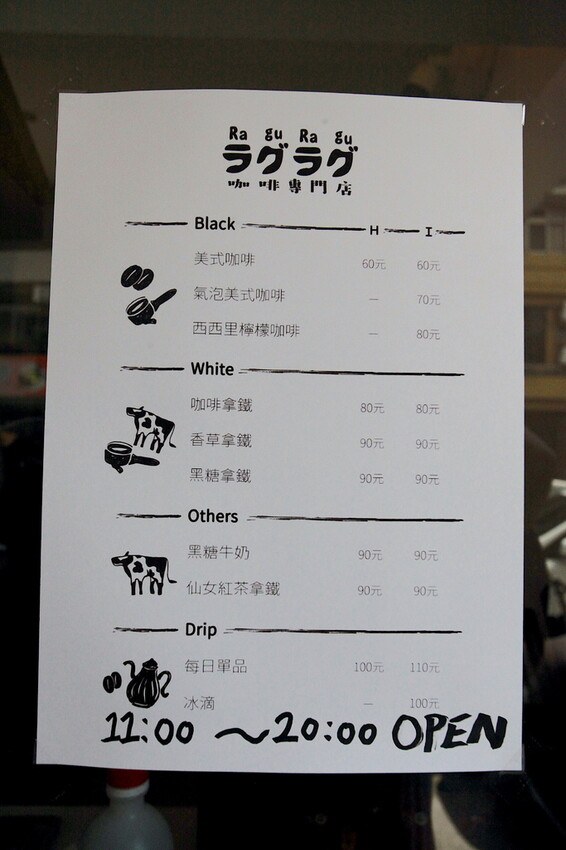 Ra gu Ra gu
ラグラグ
咖啡專門店
Black H I
美式咖啡 60元 60元
氣泡美式咖啡 — 70元
西西里檸檬咖啡 — 80元
White
咖啡拿鐵 80元 80元
香草拿鐵 90元 90元
黑糖拿鐵 90元 90元
Others
黑糖牛奶 90元 90元
仙女紅茶拿鐵 90元 90元
Drip
每日單品 100元 110元
冰滴 — 100元
11:00 ～20:00 OPEN